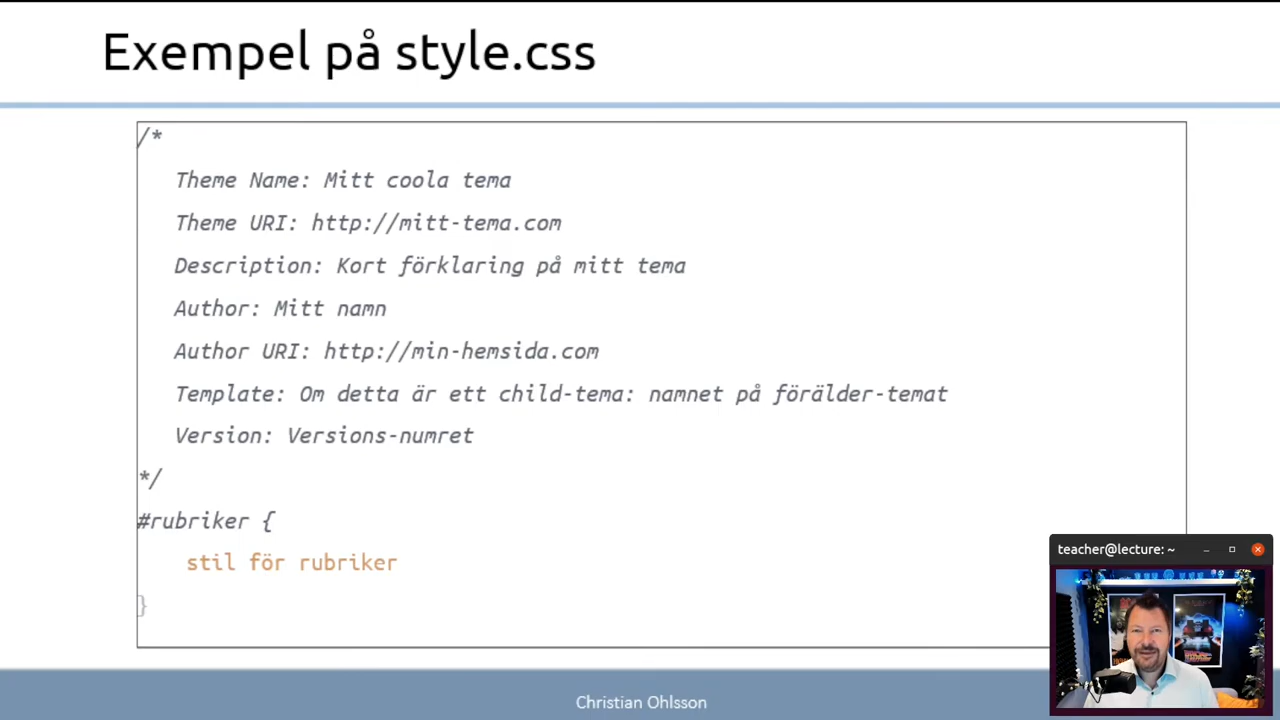 Exempel på style.css
/*
Theme Name: Mitt coola tema
Theme URI: http://mitt-tema.com
Description: Kort förklaring på mitt tema
Author: Mitt namn
Author URI: http://min-hemsida.com
Template: Om detta är ett child-tema: namnet på förälder-temat
Version: Versions-numret
*/
#rubriker {
stil för rubriker
}
teacher@lecture: ~
Christian Ohlsson